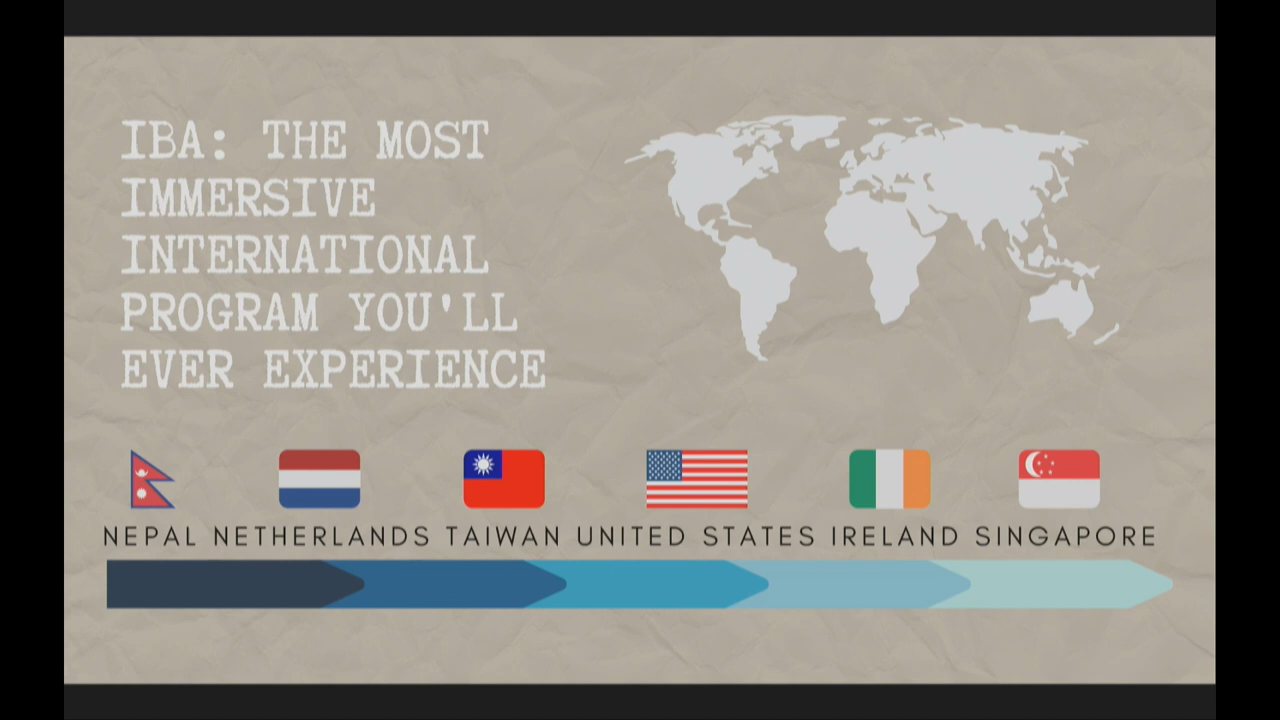 IBA: THE MOST
IMMERSIVE
INTERNATIONAL
PROGRAM YOU'LL
EVER EXPERIENCE
NEPAL NETHERLANDS TAIWAN UNITED STATES IRELAND SINGAPORE